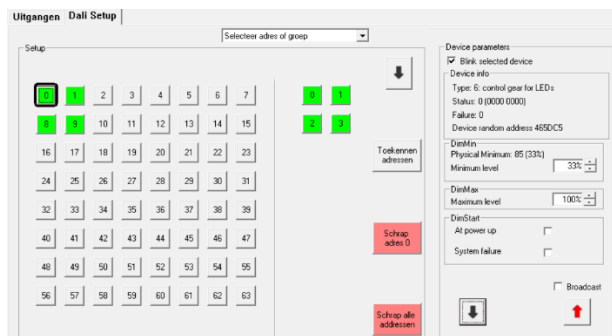 Uitgangen Dali Setup
Selecteer adres of groep
Setup
0 1 2 3 4 5 6 7
8 9 10 11 12 13 14 15
16 17 18 19 20 21 22 23
24 25 26 27 28 29 30 31
32 33 34 35 36 37 38 39
40 41 42 43 44 45 46 47
48 49 50 51 52 53 54 55
56 57 58 59 60 61 62 63
0 1
2 3
Toekennen
adressen
Schrap
adres 0
Schrap alle
addressen
Device parameters
Blink selected device
Device info
Type: 6: control gear for LEDs
Status: 0 (0000 0000)
Failure: 0
Device random address 465DC5
DimMin
Physical Minimum: 85 (33%)
Minimum level 33%
DimMax
Maximum level 100%
DimStart
At power up
System failure
Broadcast